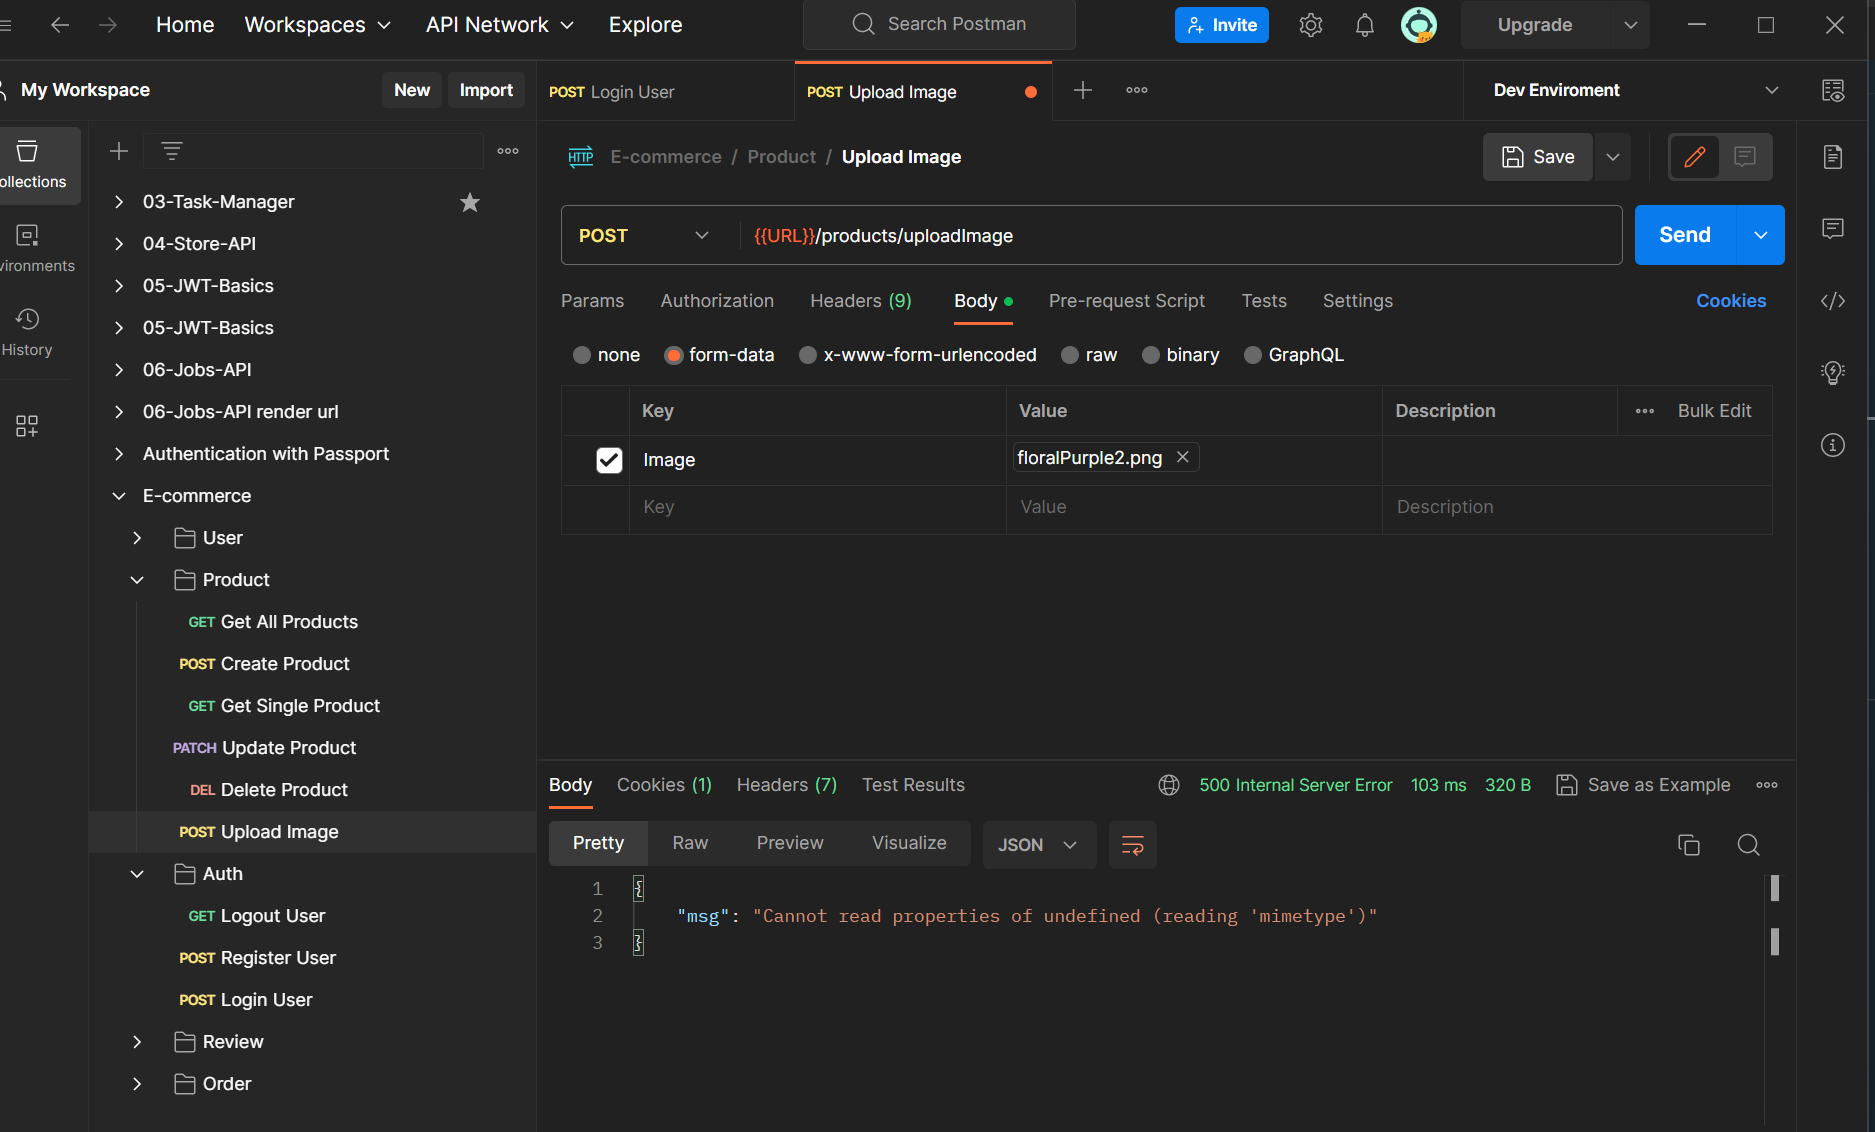 Home Workspaces API Network Explore Search Postman Invite Upgrade
My Workspace New Import POST Login User POST Upload Image Dev Enviroment
ollections
vironments
History
03-Task-Manager
04-Store-API
05-JWT-Basics
05-JWT-Basics
06-Jobs-API
06-Jobs-API render url
Authentication with Passport
E-commerce
User
Product
GET Get All Products
POST Create Product
GET Get Single Product
PATCH Update Product
DEL Delete Product
POST Upload Image
Auth
GET Logout User
POST Register User
POST Login User
Review
Order
HTTP E-commerce / Product / Upload Image Save
POST {{URL}}/products/uploadImage Send
Params Authorization Headers (9) Body Pre-request Script Tests Settings Cookies
none form-data x-www-form-urlencoded raw binary GraphQL
Key Value Description Bulk Edit
Image floralPurple2.png
Key Value Description
Body Cookies (1) Headers (7) Test Results 500 Internal Server Error 103 ms 320 B Save as Example
Pretty Raw Preview Visualize JSON
1 {
2 "msg": "Cannot read properties of undefined (reading 'mimetype')"
3 }